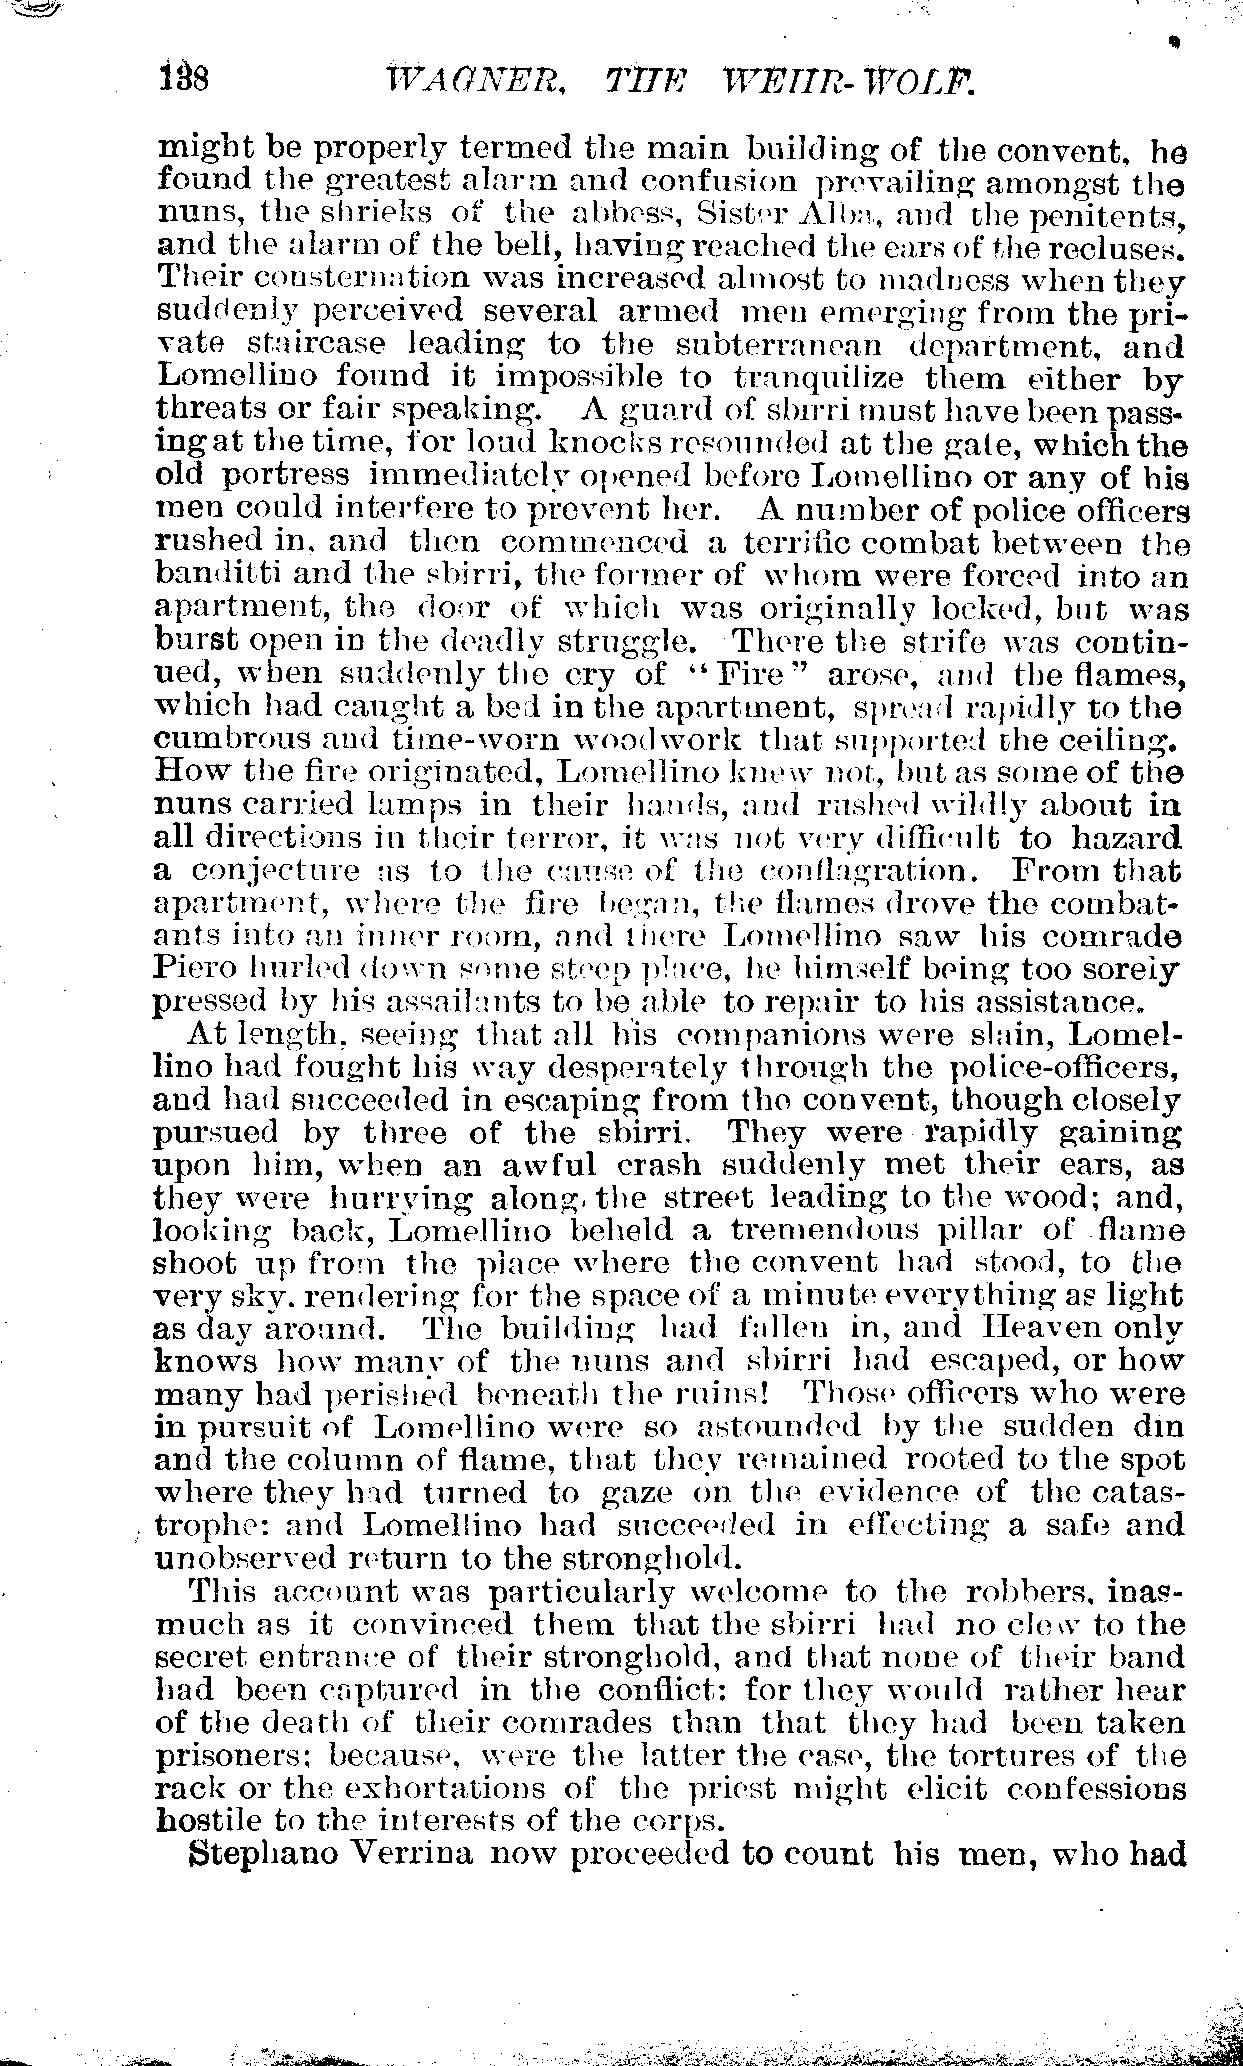 138 WAGNER, THE WEHR-WOLF.
might be properly termed the main building of the convent, he
found the greatest alarm and confusion prevailing amongst the
nuns, the shrieks of the abbess, Sister Alba, and the penitents,
and the alarm of the bell, having reached the ears of the recluses.
Their consternation was increased almost to madness when they
suddenly perceived several armed men emerging from the pri-
vate staircase leading to the subterranean department, and
Lomellino found it impossible to tranquilize them either by
threats or fair speaking. A guard of sbirri must have been pass-
ing at the time, for loud knocks resounded at the gate, which the
old portress immediately opened before Lomellino or any of his
men could interfere to prevent her. A number of police officers
rushed in, and then commenced a terrific combat between the
banditti and the sbirri, the former of whom were forced into an
apartment, the door of which was originally locked, but was
burst open in the deadly struggle. There the strife was contin-
ued, when suddenly the cry of "Fire" arose, and the flames,
which had caught a bed in the apartment, spread rapidly to the
cumbrous and time-worn woodwork that supported the ceiling.
How the fire originated, Lomellino knew not, but as some of the
nuns carried lamps in their hands, and rushed wildly about in
all directions in their terror, it was not very difficult to hazard
a conjecture as to the cause of the conflagration. From that
apartment, where the fire began, the flames drove the combat-
ants into an inner room, and there Lomellino saw his comrade
Piero hurled down some steep place, he himself being too sorely
pressed by his assailants to be able to repair to his assistance.
At length, seeing that all his companions were slain, Lomel-
lino had fought his way desperately through the police-officers,
and had succeeded in escaping from the convent, though closely
pursued by three of the sbirri. They were rapidly gaining
upon him, when an awful crash suddenly met their ears, as
they were hurrying along, the street leading to the wood; and,
looking back, Lomellino beheld a tremendous pillar of flame
shoot up from the place where the convent had stood, to the
very sky. rendering for the space of a minute everything as light
as day around. The building had fallen in, and Heaven only
knows how many of the nuns and sbirri had escaped, or how
many had perished beneath the ruins! Those officers who were
in pursuit of Lomellino were so astounded by the sudden din
and the column of flame, that they remained rooted to the spot
where they had turned to gaze on the evidence of the catas-
trophe: and Lomellino had succeeded in effecting a safe and
unobserved return to the stronghold.
This account was particularly welcome to the robbers, inas-
much as it convinced them that the sbirri had no clew to the
secret entrance of their stronghold, and that none of their band
had been captured in the conflict: for they would rather hear
of the death of their comrades than that they had been taken
prisoners; because, were the latter the case, the tortures of the
rack or the exhortations of the priest might elicit confessions
hostile to the interests of the corps.
Stephano Verrina now proceeded to count his men, who had